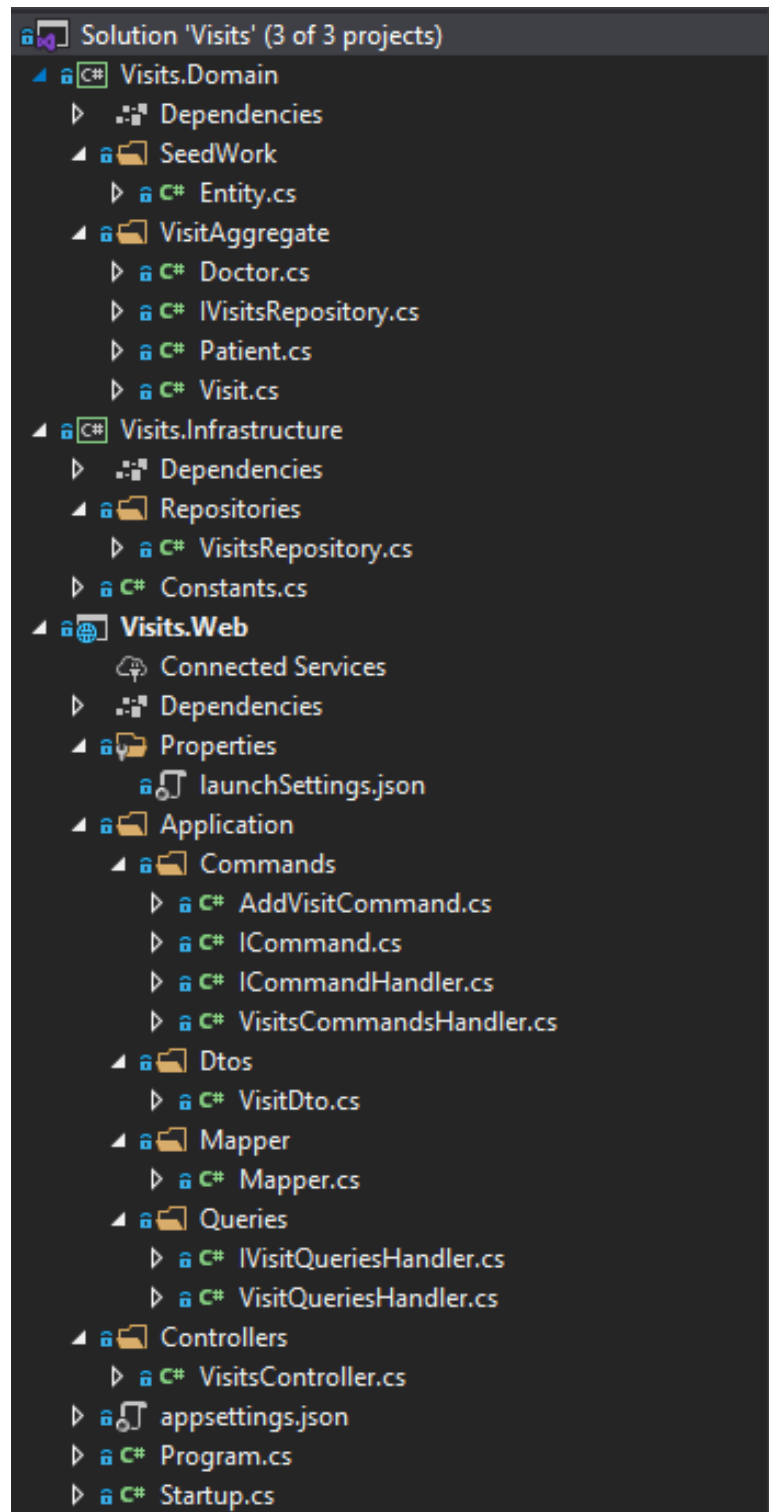 Solution 'Visits' (3 of 3 projects)
C# Visits.Domain
Dependencies
SeedWork
C# Entity.cs
VisitAggregate
C# Doctor.cs
C# IVisitsRepository.cs
C# Patient.cs
C# Visit.cs
C# Visits.Infrastructure
Dependencies
Repositories
C# VisitsRepository.cs
C# Constants.cs
Visits.Web
Connected Services
Dependencies
Properties
launchSettings.json
Application
Commands
C# AddVisitCommand.cs
C# ICommand.cs
C# ICommandHandler.cs
C# VisitsCommandsHandler.cs
Dtos
C# VisitDto.cs
Mapper
C# Mapper.cs
Queries
C# IVisitQueriesHandler.cs
C# VisitQueriesHandler.cs
Controllers
C# VisitsController.cs
appsettings.json
C# Program.cs
C# Startup.cs